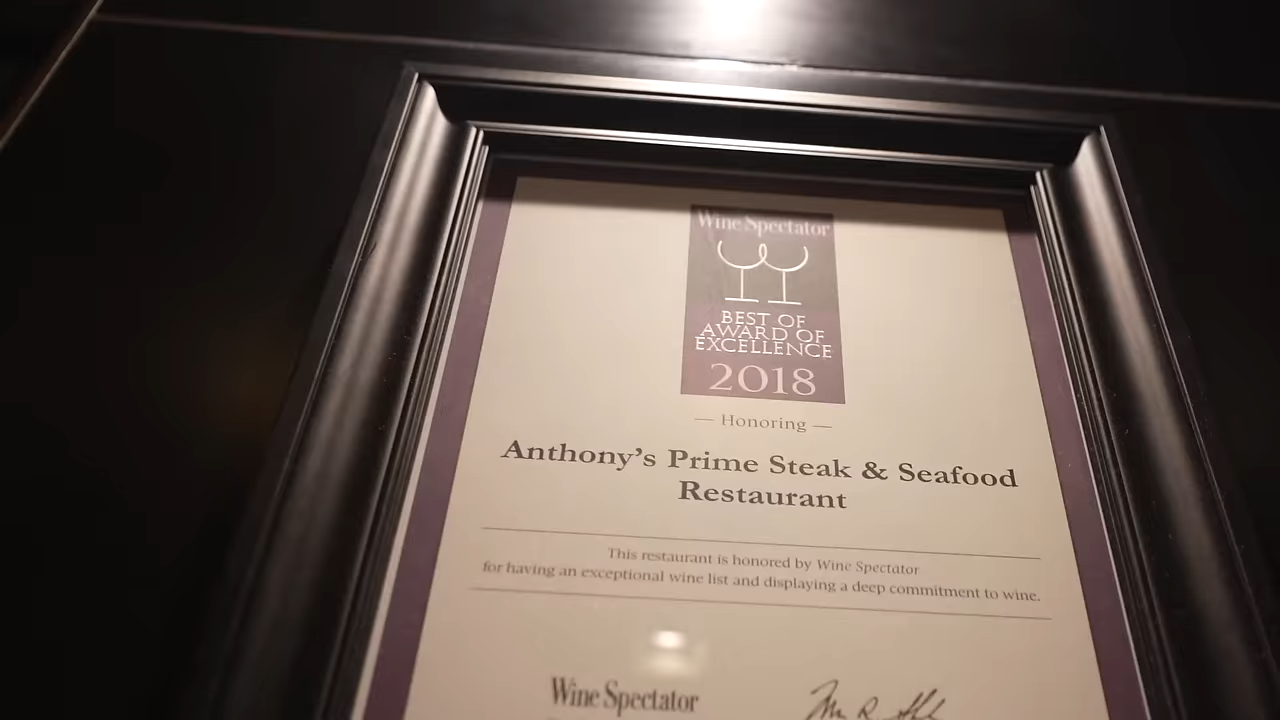 Wine Spectator
BEST OF
AWARD OF
EXCELLENCE
2018
— Honoring —
Anthony's Prime Steak & Seafood
Restaurant
This restaurant is honored by Wine Spectator
for having an exceptional wine list and displaying a deep commitment to wine.
Wine Spectator